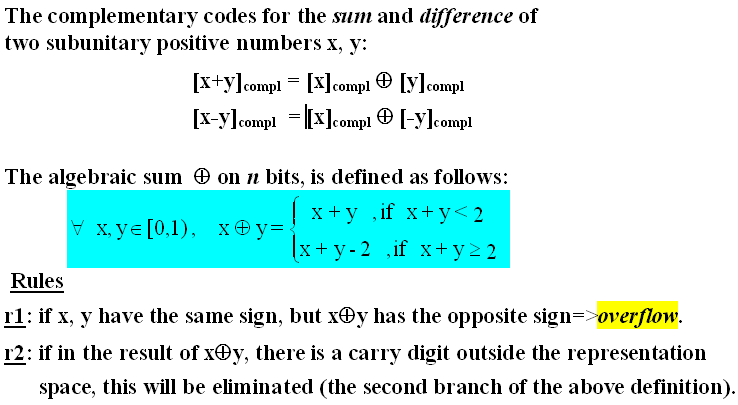 The complementary codes for the sum and difference of
two subunitary positive numbers x, y:
[x+y]compl = [x]compl ⊕ [y]compl
[x-y]compl =[x]compl ⊕ [-y]compl
The algebraic sum ⊕ on n bits, is defined as follows:
∀ x, y∈[0,1), x⊕y= { x + y , if x + y < 2
x + y - 2 , if x + y ≥ 2
Rules
r1: if x, y have the same sign, but x⊕y has the opposite sign=>overflow.
r2: if in the result of x⊕y, there is a carry digit outside the representation
space, this will be eliminated (the second branch of the above definition).